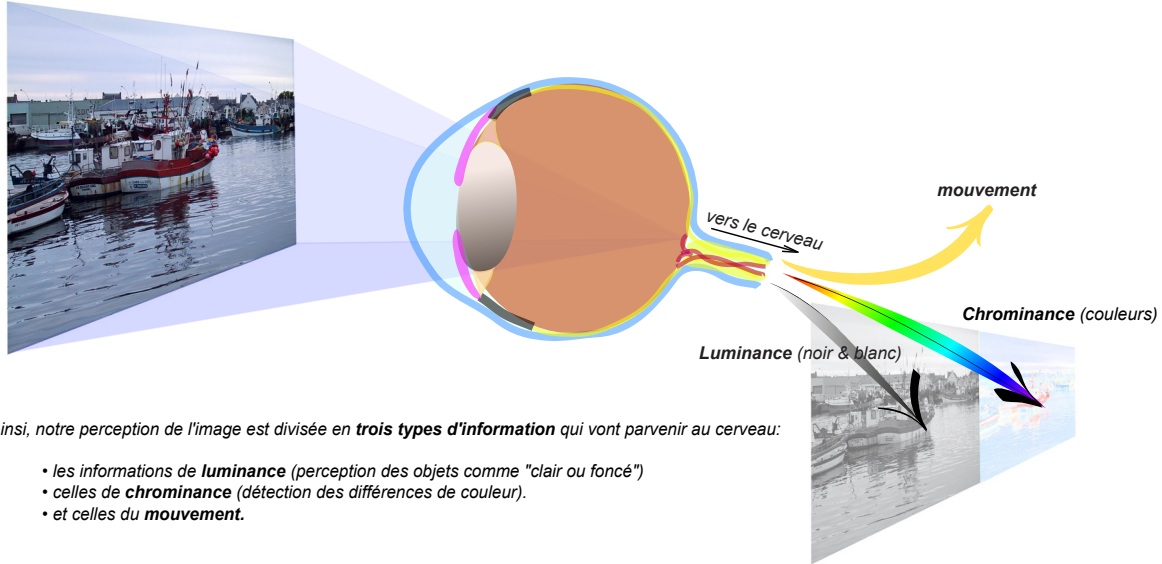 mouvement
vers le cerveau
Chrominance (couleurs)
Luminance (noir & blanc)
insi, notre perception de l'image est divisée en trois types d'information qui vont parvenir au cerveau:
• les informations de luminance (perception des objets comme "clair ou foncé")
• celles de chrominance (détection des différences de couleur).
• et celles du mouvement.